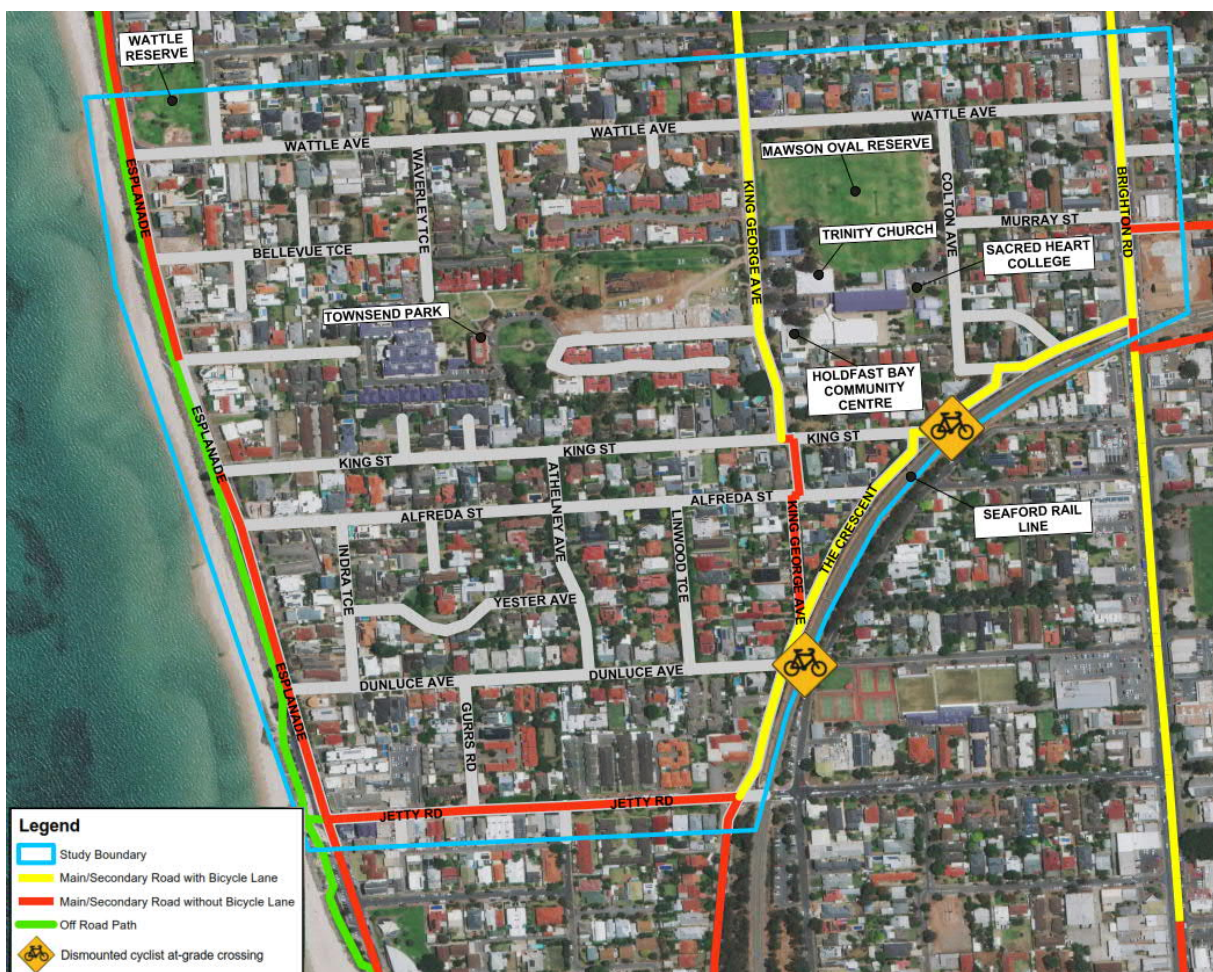 WATTLE
RESERVE
WATTLE AVE
WATTLE AVE
WATTLE AVE
MAWSON OVAL RESERVE
ESPLANADE
WAVERLEY TCE
KING GEORGE AVE
COLTON AVE
BRIGHTON RD
MURRAY ST
TRINITY CHURCH
SACRED HEART
COLLEGE
BELLEVUE TCE
TOWNSEND PARK
HOLDFAST BAY
COMMUNITY
CENTRE
ESPLANADE
KING ST
KING ST
KING ST
ATHELNEY AVE
ALFREDA ST
ALFREDA ST
LINWOOD TCE
KING GEORGE AVE
THE CRESCENT
SEAFORD RAIL
LINE
INDRA TCE
YESTER AVE
ESPLANADE
DUNLUCE AVE
DUNLUCE AVE
GURRS RD
JETTY RD
JETTY RD
Legend
Study Boundary
Main/Secondary Road with Bicycle Lane
Main/Secondary Road without Bicycle Lane
Off Road Path
Dismounted cyclist at-grade crossing